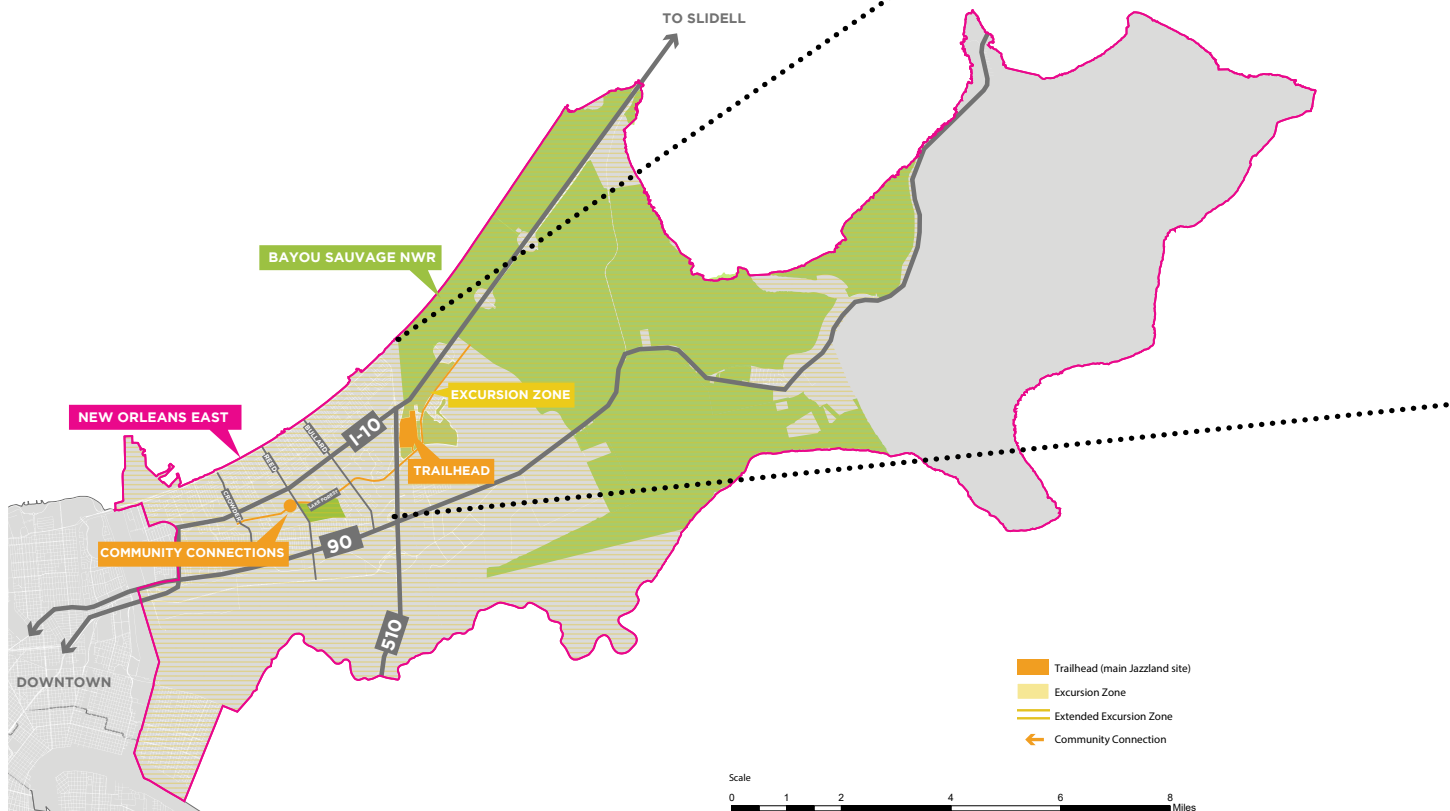 TO SLIDELL
BAYOU SAUVAGE NWR
EXCURSION ZONE
NEW ORLEANS EAST
I-10
BULLARD
REED
TRAILHEAD
CROWDER
LAKE FOREST
COMMUNITY CONNECTIONS
90
510
DOWNTOWN
Trailhead (main Jazzland site)
Excursion Zone
Extended Excursion Zone
Community Connection
Scale
0 1 2 4 6 8
Miles